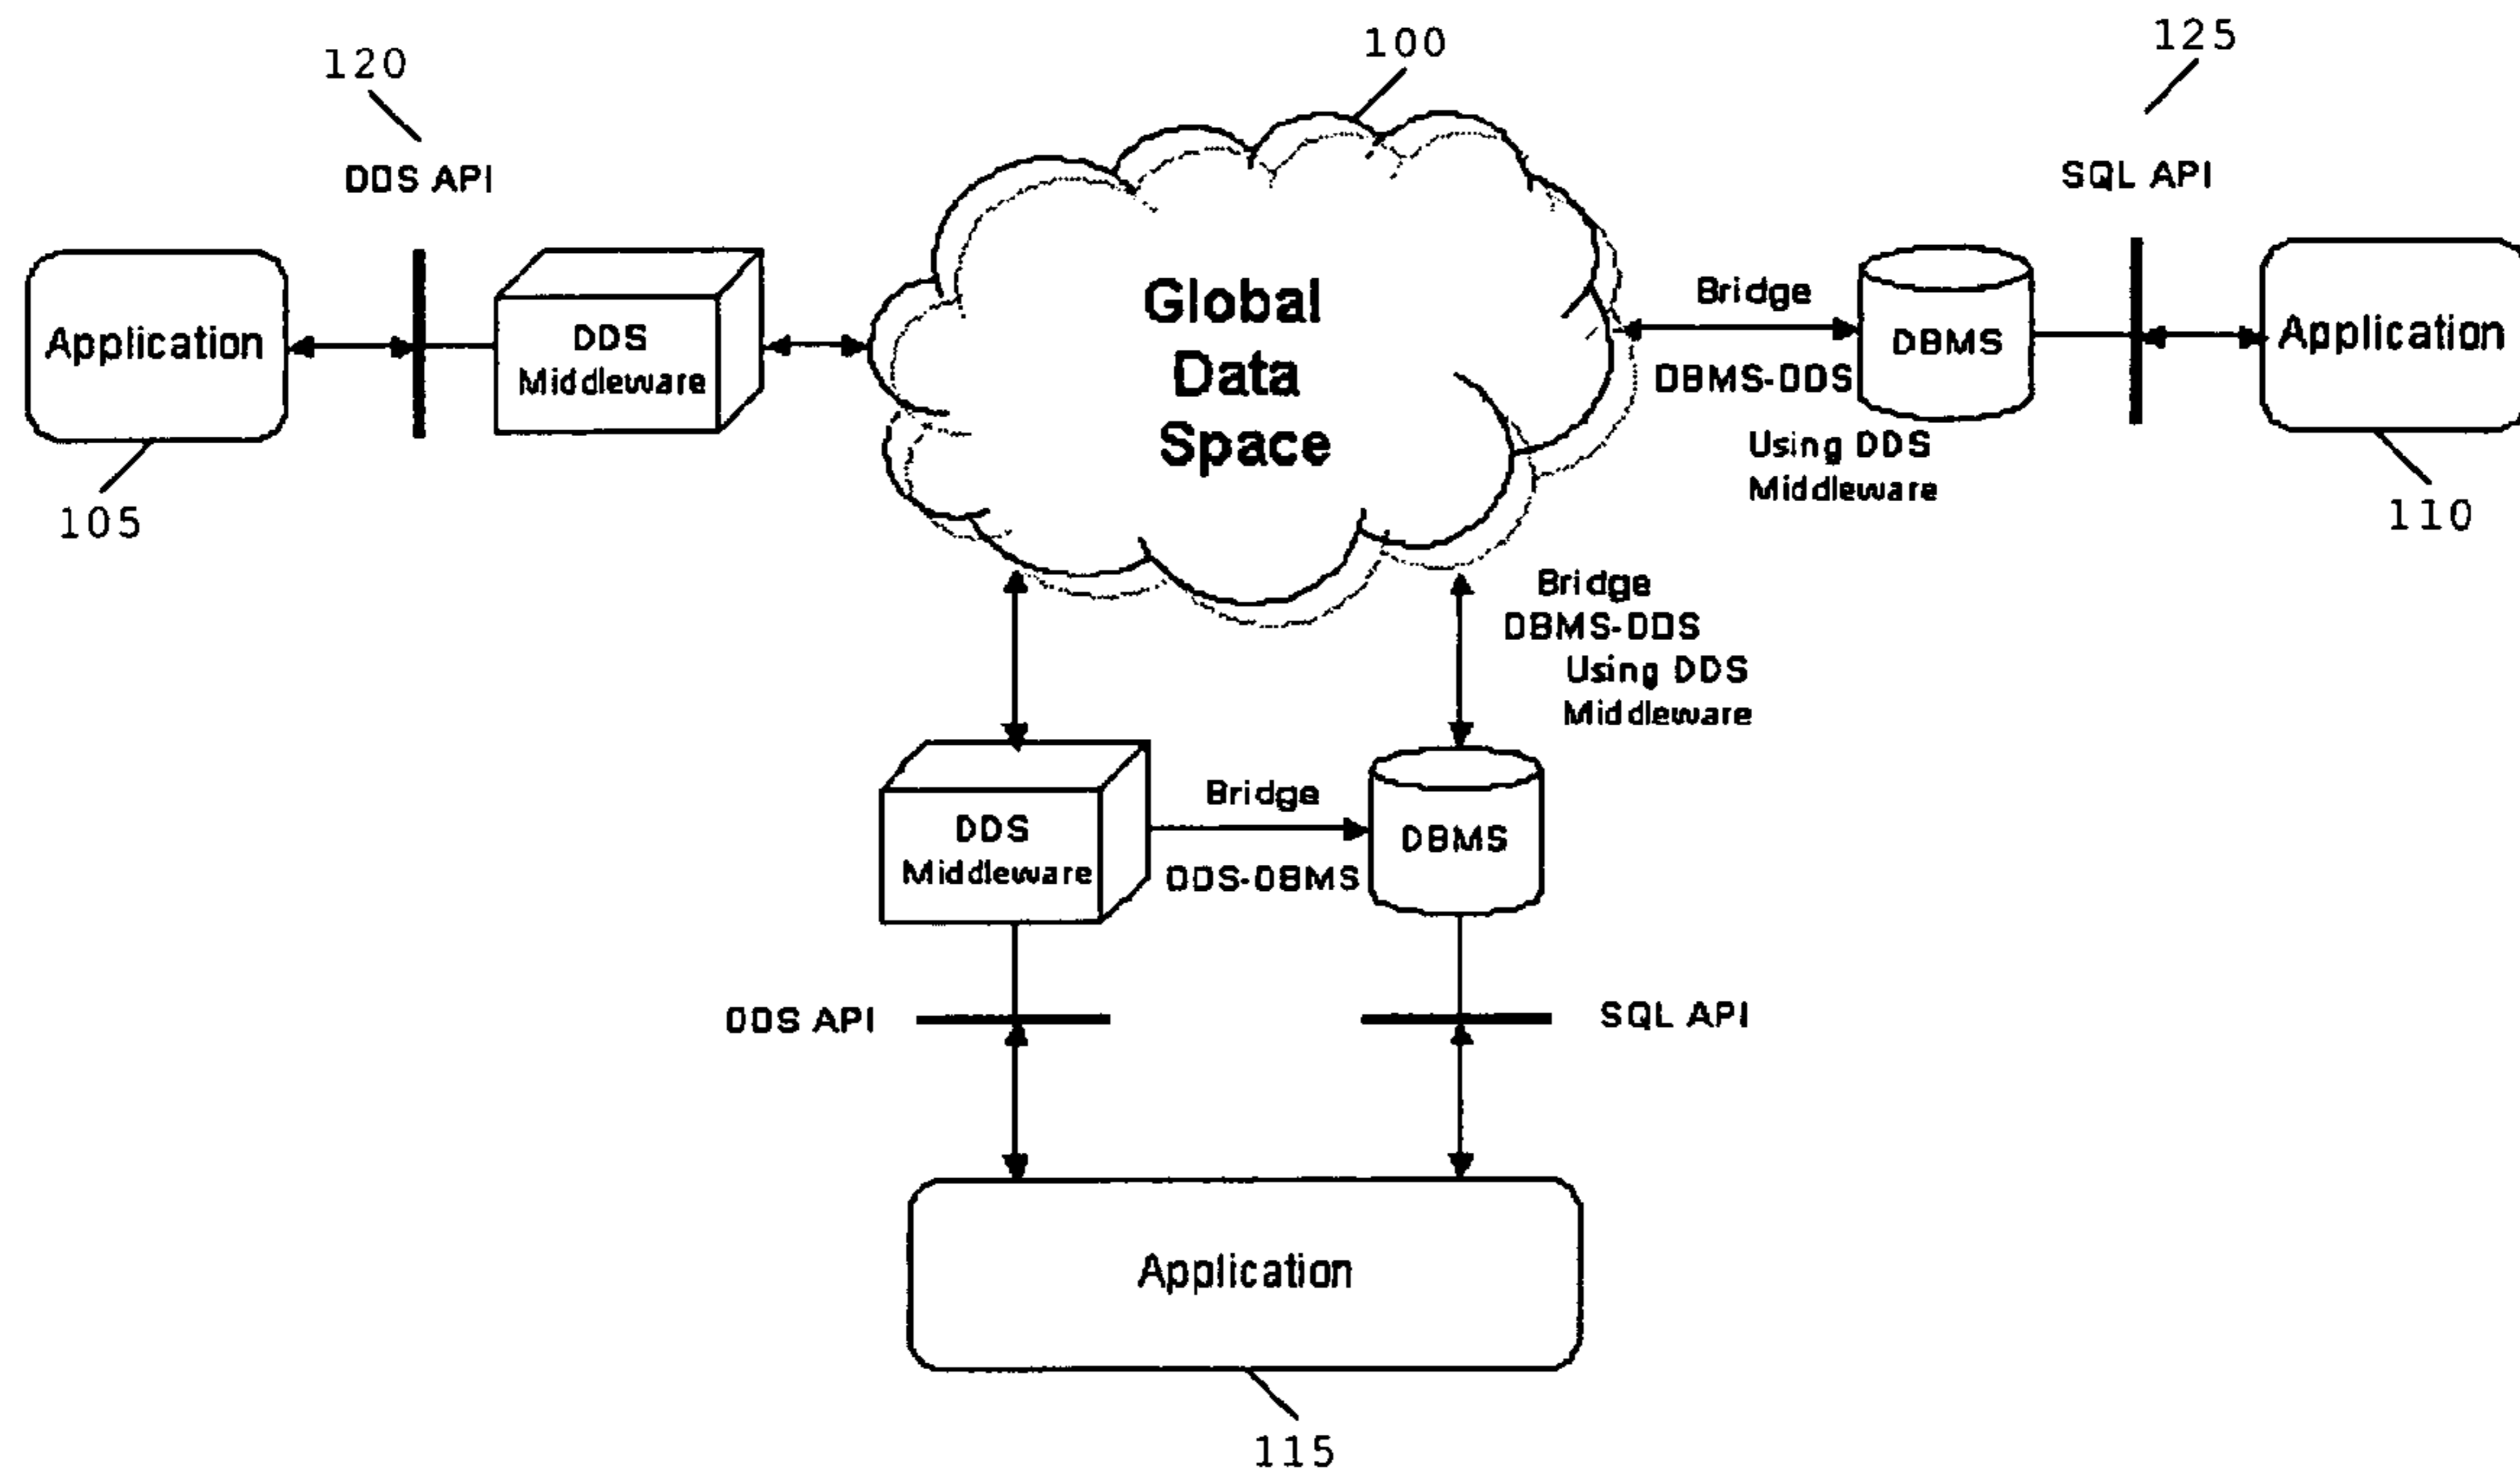 120
100
125
DDS API
SQL API
Application
DDS
Middleware
Global
Data
Space
Bridge
DBMS-DDS
Using DDS
Middleware
DBMS
Application
105
110
Bridge
DBMS-DDS
Using DDS
Middleware
DDS
Middleware
Bridge
DDS-DBMS
DBMS
DDS API
SQL API
Application
115